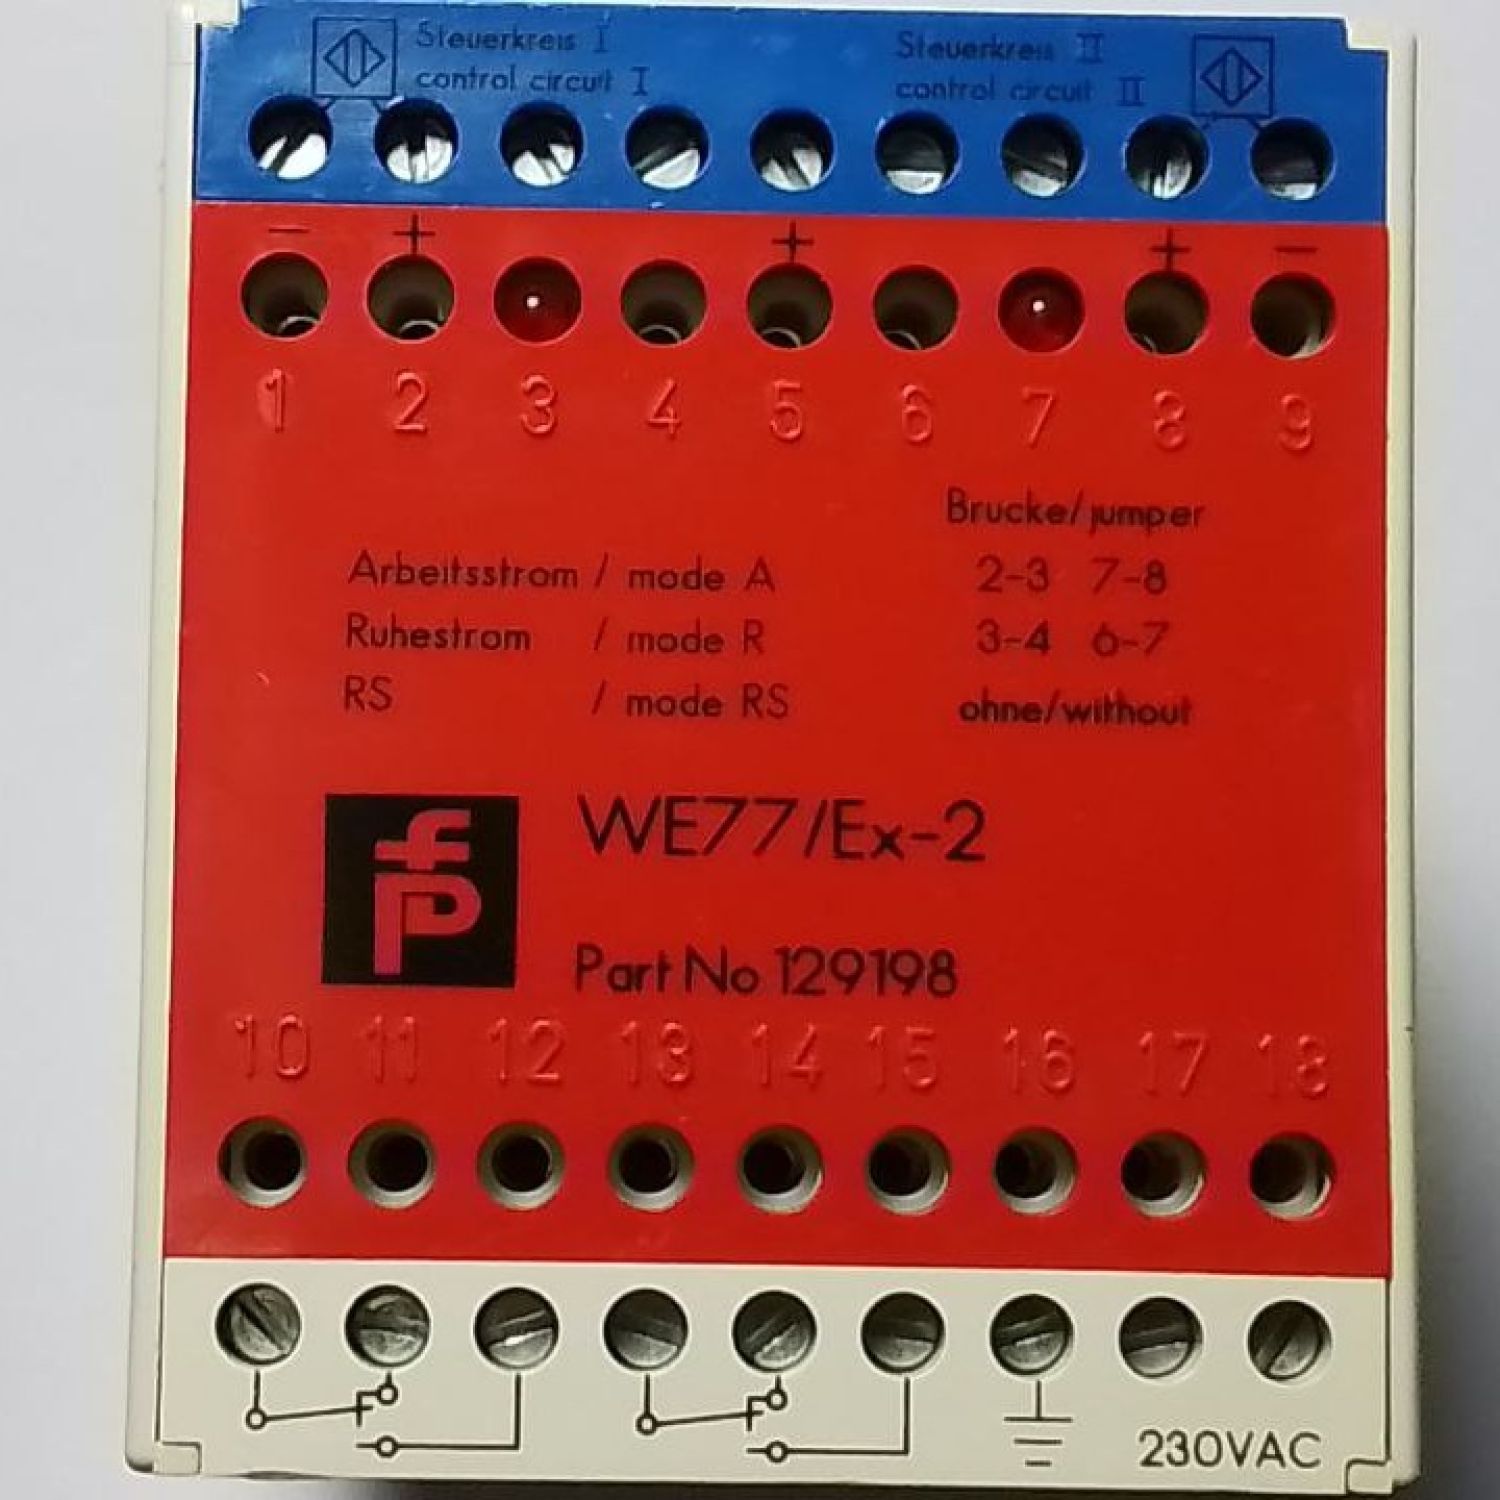 Steuerkreis I
control circuit I
Steuerkreis II
control circuit II
− + + + −
1 2 3 4 5 6 7 8 9
Brucke/jumper
Arbeitsstrom / mode A 2-3 7-8
Ruhestrom / mode R 3-4 6-7
RS / mode RS ohne/without
fp
WE77/Ex-2
Part No 129198
10 11 12 13 14 15 16 17 18
230VAC